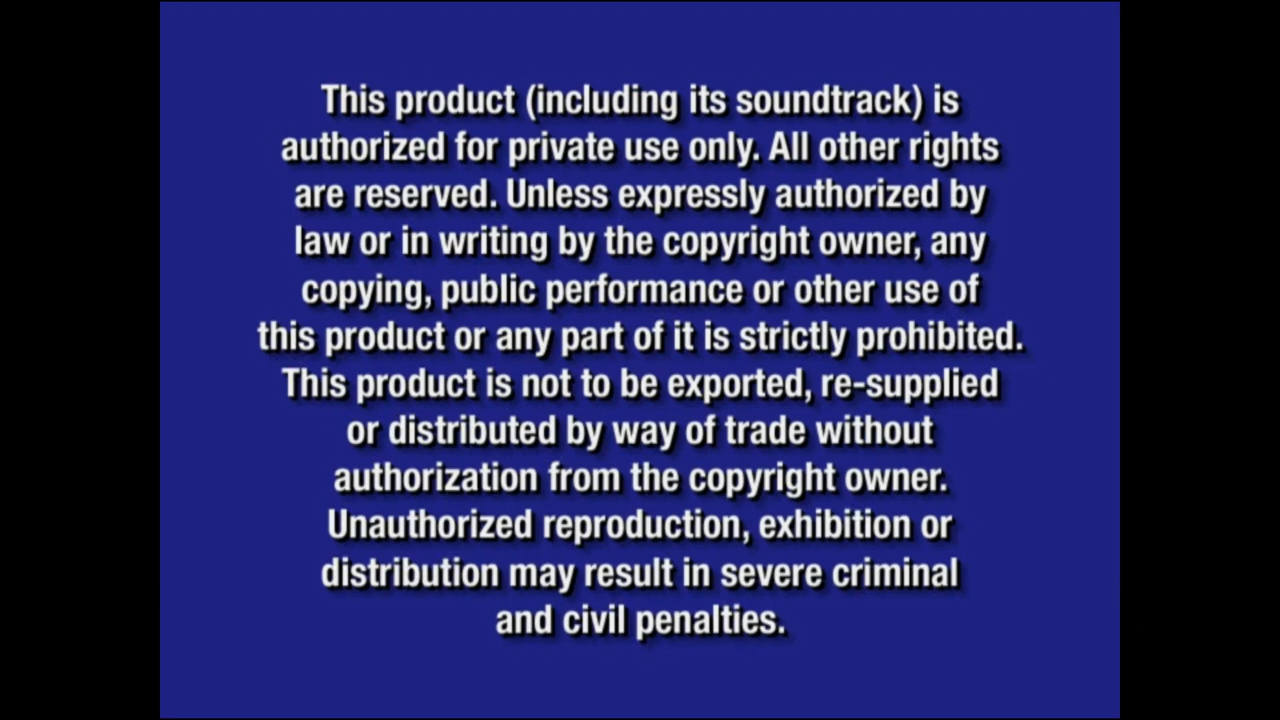 This product (including its soundtrack) is
authorized for private use only. All other rights
are reserved. Unless expressly authorized by
law or in writing by the copyright owner, any
copying, public performance or other use of
this product or any part of it is strictly prohibited.
This product is not to be exported, re-supplied
or distributed by way of trade without
authorization from the copyright owner.
Unauthorized reproduction, exhibition or
distribution may result in severe criminal
and civil penalties.